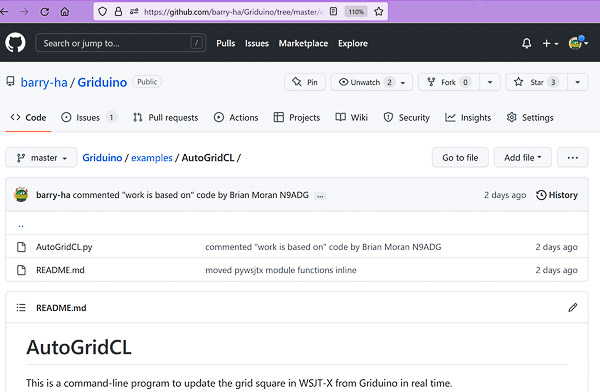 https://github.com/barry-ha/Griduino/tree/master/ 110%
Search or jump to... / Pulls Issues Marketplace Explore
barry-ha / Griduino Public Pin Unwatch 2 Fork 0 Star 3
Code Issues 1 Pull requests Actions Projects Wiki Security Insights Settings
master Griduino / examples / AutoGridCL / Go to file Add file ...
barry-ha commented "work is based on" code by Brian Moran N9ADG ... 2 days ago History
..
AutoGridCL.py commented "work is based on" code by Brian Moran N9ADG 2 days ago
README.md moved pywsjtx module functions inline 2 days ago
README.md
AutoGridCL
This is a command-line program to update the grid square in WSJT-X from Griduino in real time.